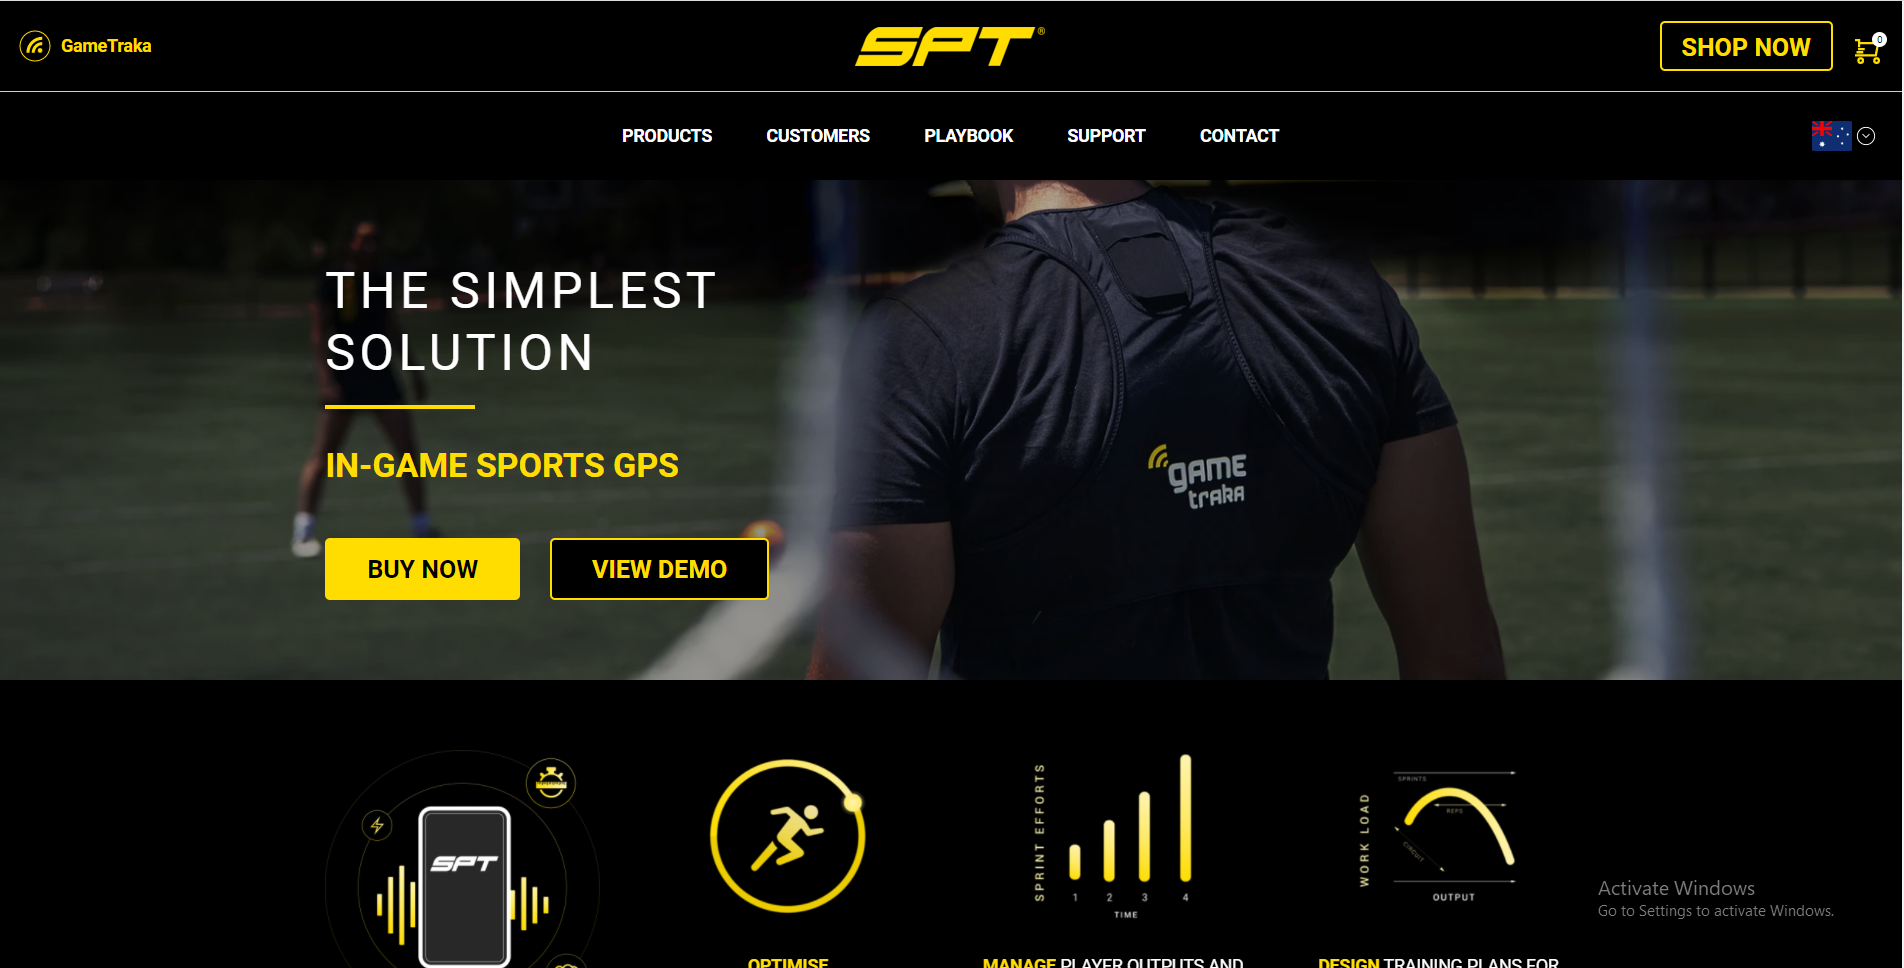 GameTraka
SPT®
SHOP NOW
0
PRODUCTS
CUSTOMERS
PLAYBOOK
SUPPORT
CONTACT
THE SIMPLEST
SOLUTION
IN-GAME SPORTS GPS
BUY NOW
VIEW DEMO
game
traka
SPT
SPRINT EFFORTS
1 2 3 4
TIME
WORK LOAD
SPRINTS
REPS
CIRCUIT
OUTPUT
OPTIMISE
MANAGE PLAYER OUTPUTS AND
DESIGN TRAINING PLANS FOR
Activate Windows
Go to Settings to activate Windows.